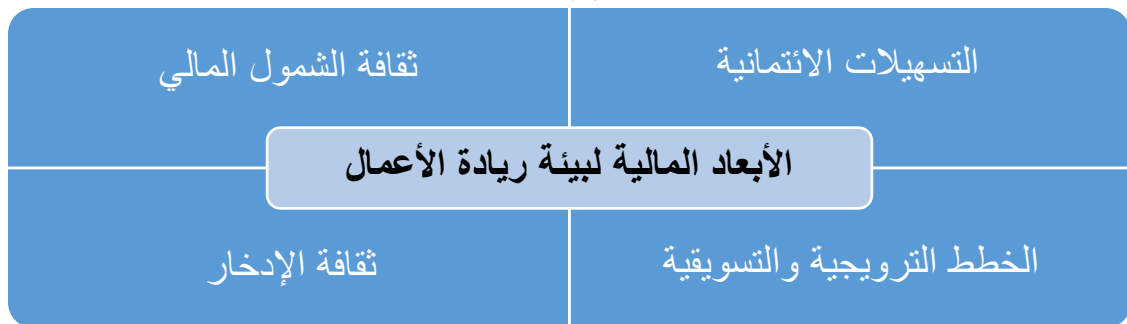 التسهيلات الائتمانية
ثقافة الشمول المالي
الأبعاد المالية لبيئة ريادة الأعمال
الخطط الترويجية والتسويقية
ثقافة الإدخار